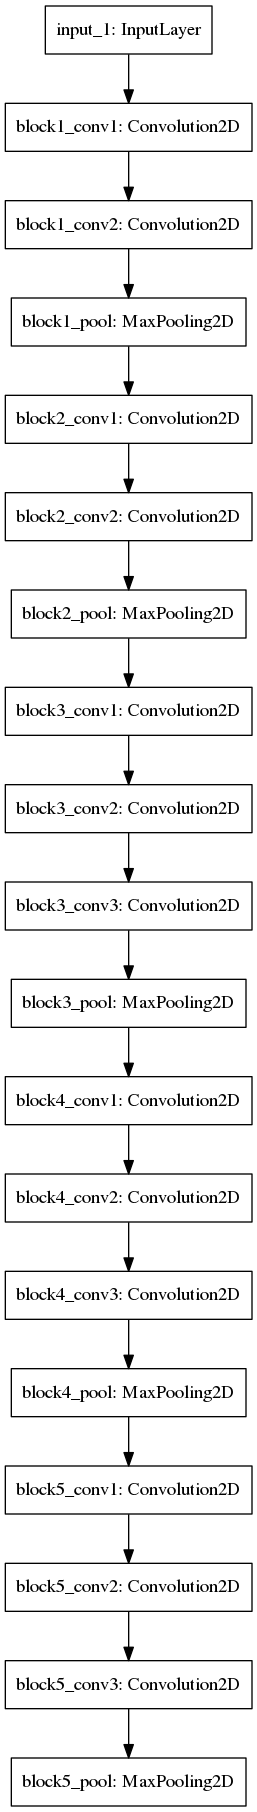 input_1: InputLayer
block1_conv1: Convolution2D
block1_conv2: Convolution2D
block1_pool: MaxPooling2D
block2_conv1: Convolution2D
block2_conv2: Convolution2D
block2_pool: MaxPooling2D
block3_conv1: Convolution2D
block3_conv2: Convolution2D
block3_conv3: Convolution2D
block3_pool: MaxPooling2D
block4_conv1: Convolution2D
block4_conv2: Convolution2D
block4_conv3: Convolution2D
block4_pool: MaxPooling2D
block5_conv1: Convolution2D
block5_conv2: Convolution2D
block5_conv3: Convolution2D
block5_pool: MaxPooling2D